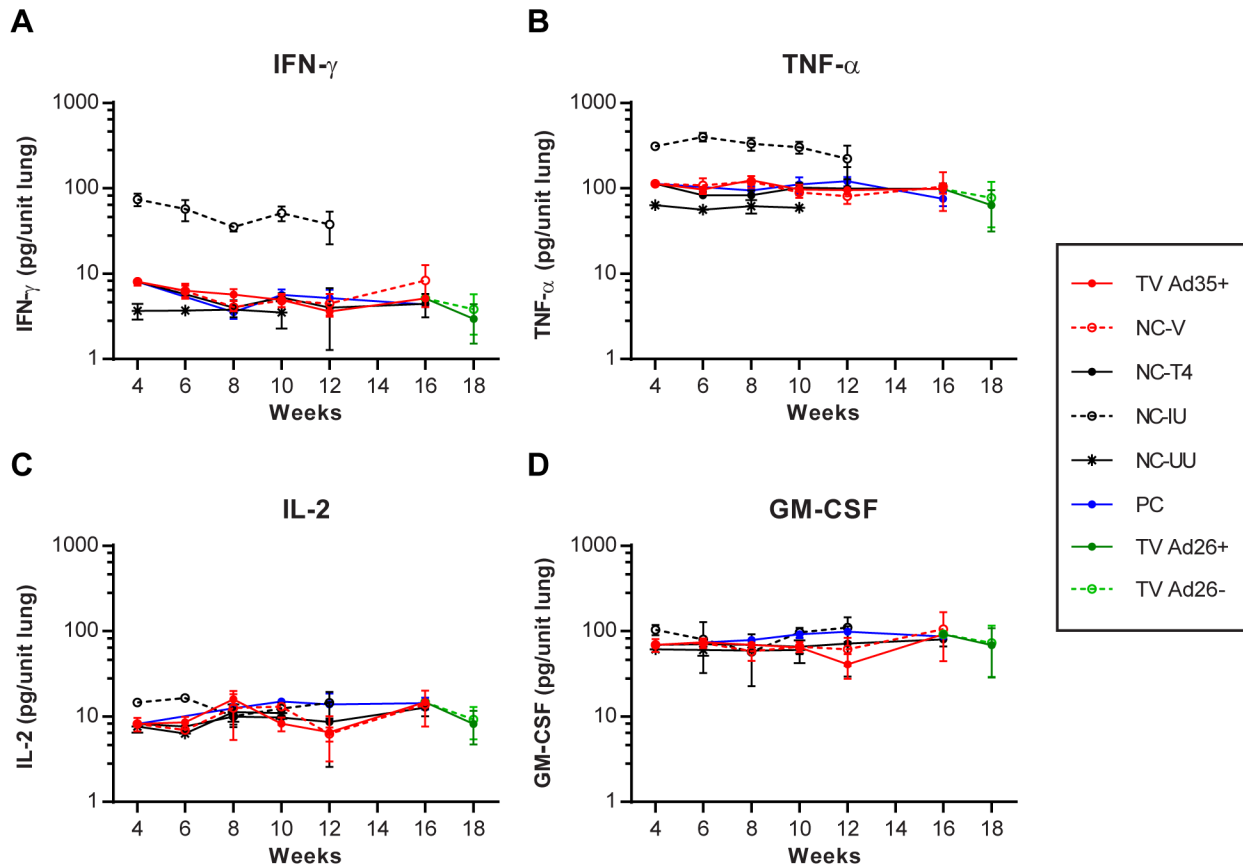 A
IFN-γ
IFN-γ (pg/unit lung)
1000
100
10
1
4 6 8 10 12 14 16 18
Weeks
B
TNF-α
TNF-α (pg/unit lung)
1000
100
10
1
4 6 8 10 12 14 16 18
Weeks
C
IL-2
IL-2 (pg/unit lung)
1000
100
10
1
4 6 8 10 12 14 16 18
Weeks
D
GM-CSF
GM-CSF (pg/unit lung)
1000
100
10
1
4 6 8 10 12 14 16 18
Weeks
TV Ad35+
NC-V
NC-T4
NC-IU
NC-UU
PC
TV Ad26+
TV Ad26-